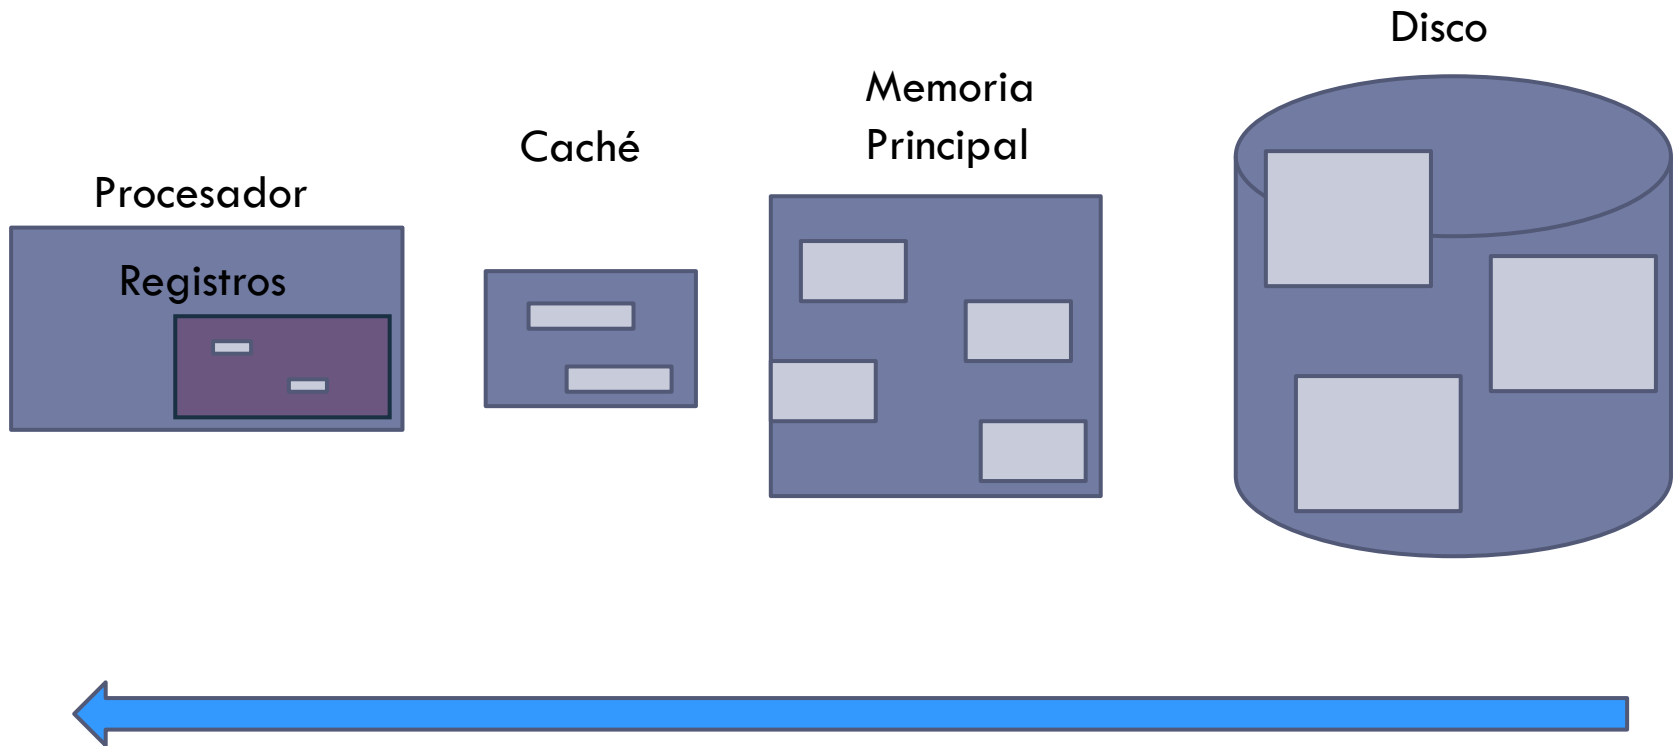 Procesador
Registros
Caché
Memoria
Principal
Disco